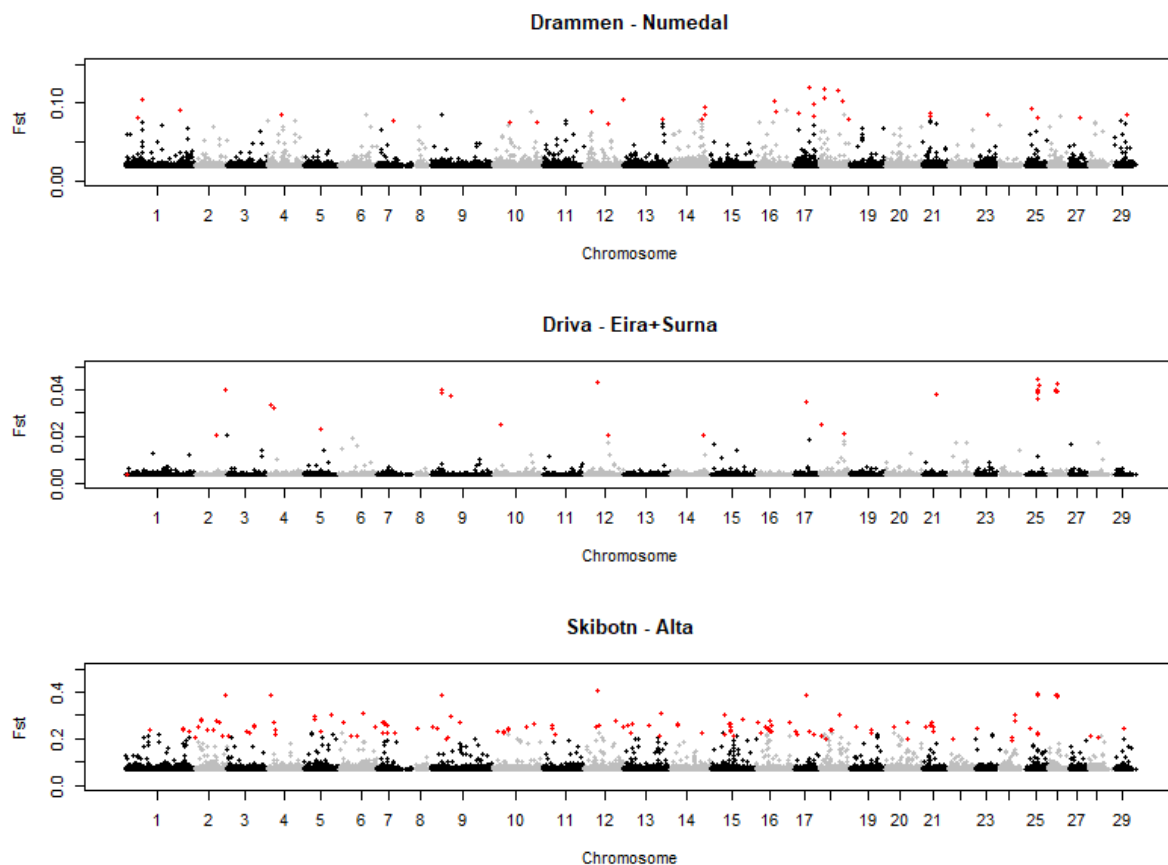 Drammen - Numedal
Fst
0.10
0.00
1 2 3 4 5 6 7 8 9 10 11 12 13 14 15 16 17 19 20 21 23 25 27 29
Chromosome
Driva - Eira+Surna
Fst
0.04
0.02
0.00
1 2 3 4 5 6 7 8 9 10 11 12 13 14 15 16 17 19 20 21 23 25 27 29
Chromosome
Skibotn - Alta
Fst
0.4
0.2
0.0
1 2 3 4 5 6 7 8 9 10 11 12 13 14 15 16 17 19 20 21 23 25 27 29
Chromosome